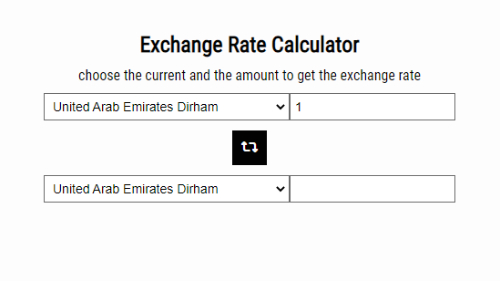 Exchange Rate Calculator
choose the current and the amount to get the exchange rate
United Arab Emirates Dirham 1
United Arab Emirates Dirham